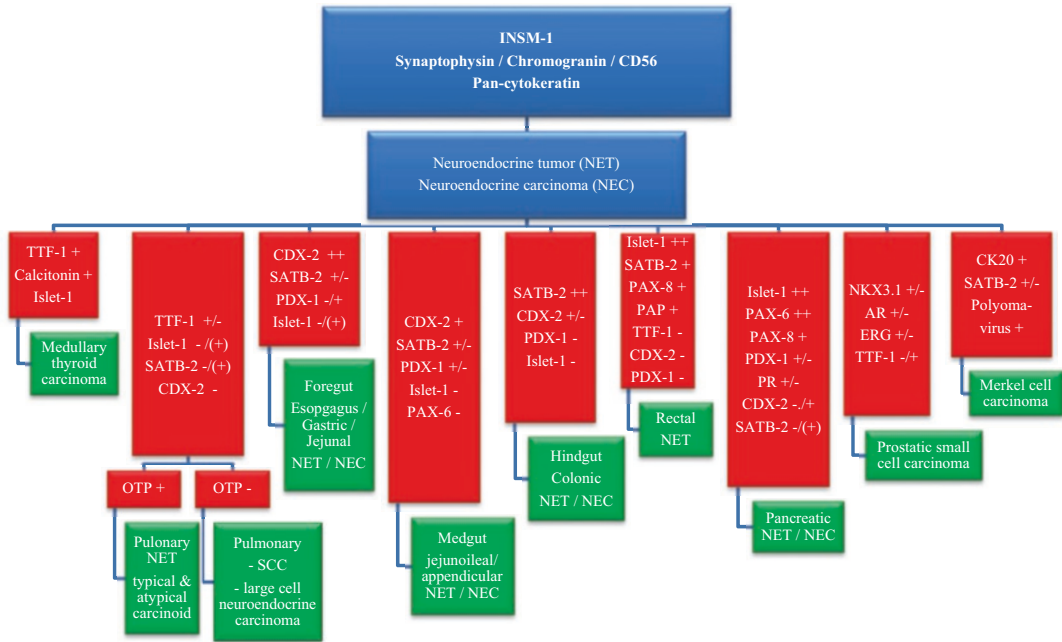 INSM-1
Synaptophysin / Chromogranin / CD56
Pan-cytokeratin
Neuroendocrine tumor (NET)
Neuroendocrine carcinoma (NEC)
TTF-1 +
Calcitonin +
Islet-1
Medullary
thyroid
carcinoma
TTF-1 +/-
Islet-1 - /(+)
SATB-2 -/(+)
CDX-2 -
OTP +
Pulonary
NET
typical &
atypical
carcinoid
OTP -
Pulmonary
- SCC
- large cell
neuroendocrine
carcinoma
CDX-2 ++
SATB-2 +/-
PDX-1 -/+
Islet-1 -/(+)
Foregut
Esopgagus /
Gastric /
Jejunal
NET / NEC
CDX-2 +
SATB-2 +/-
PDX-1 +/-
Islet-1 -
PAX-6 -
Medgut
jejunoileal/
appendicular
NET / NEC
SATB-2 ++
CDX-2 +/-
PDX-1 -
Islet-1 -
Hindgut
Colonic
NET / NEC
Islet-1 ++
SATB-2 +
PAX-8 +
PAP +
TTF-1 -
CDX-2 -
PDX-1 -
Rectal
NET
Islet-1 ++
PAX-6 ++
PAX-8 +
PDX-1 +/-
PR +/-
CDX-2 -./+
SATB-2 -/(+)
Pancreatic
NET / NEC
NKX3.1 +/-
AR +/-
ERG +/-
TTF-1 -/+
Prostatic small
cell carcinoma
CK20 +
SATB-2 +/-
Polyoma-
virus +
Merkel cell
carcinoma